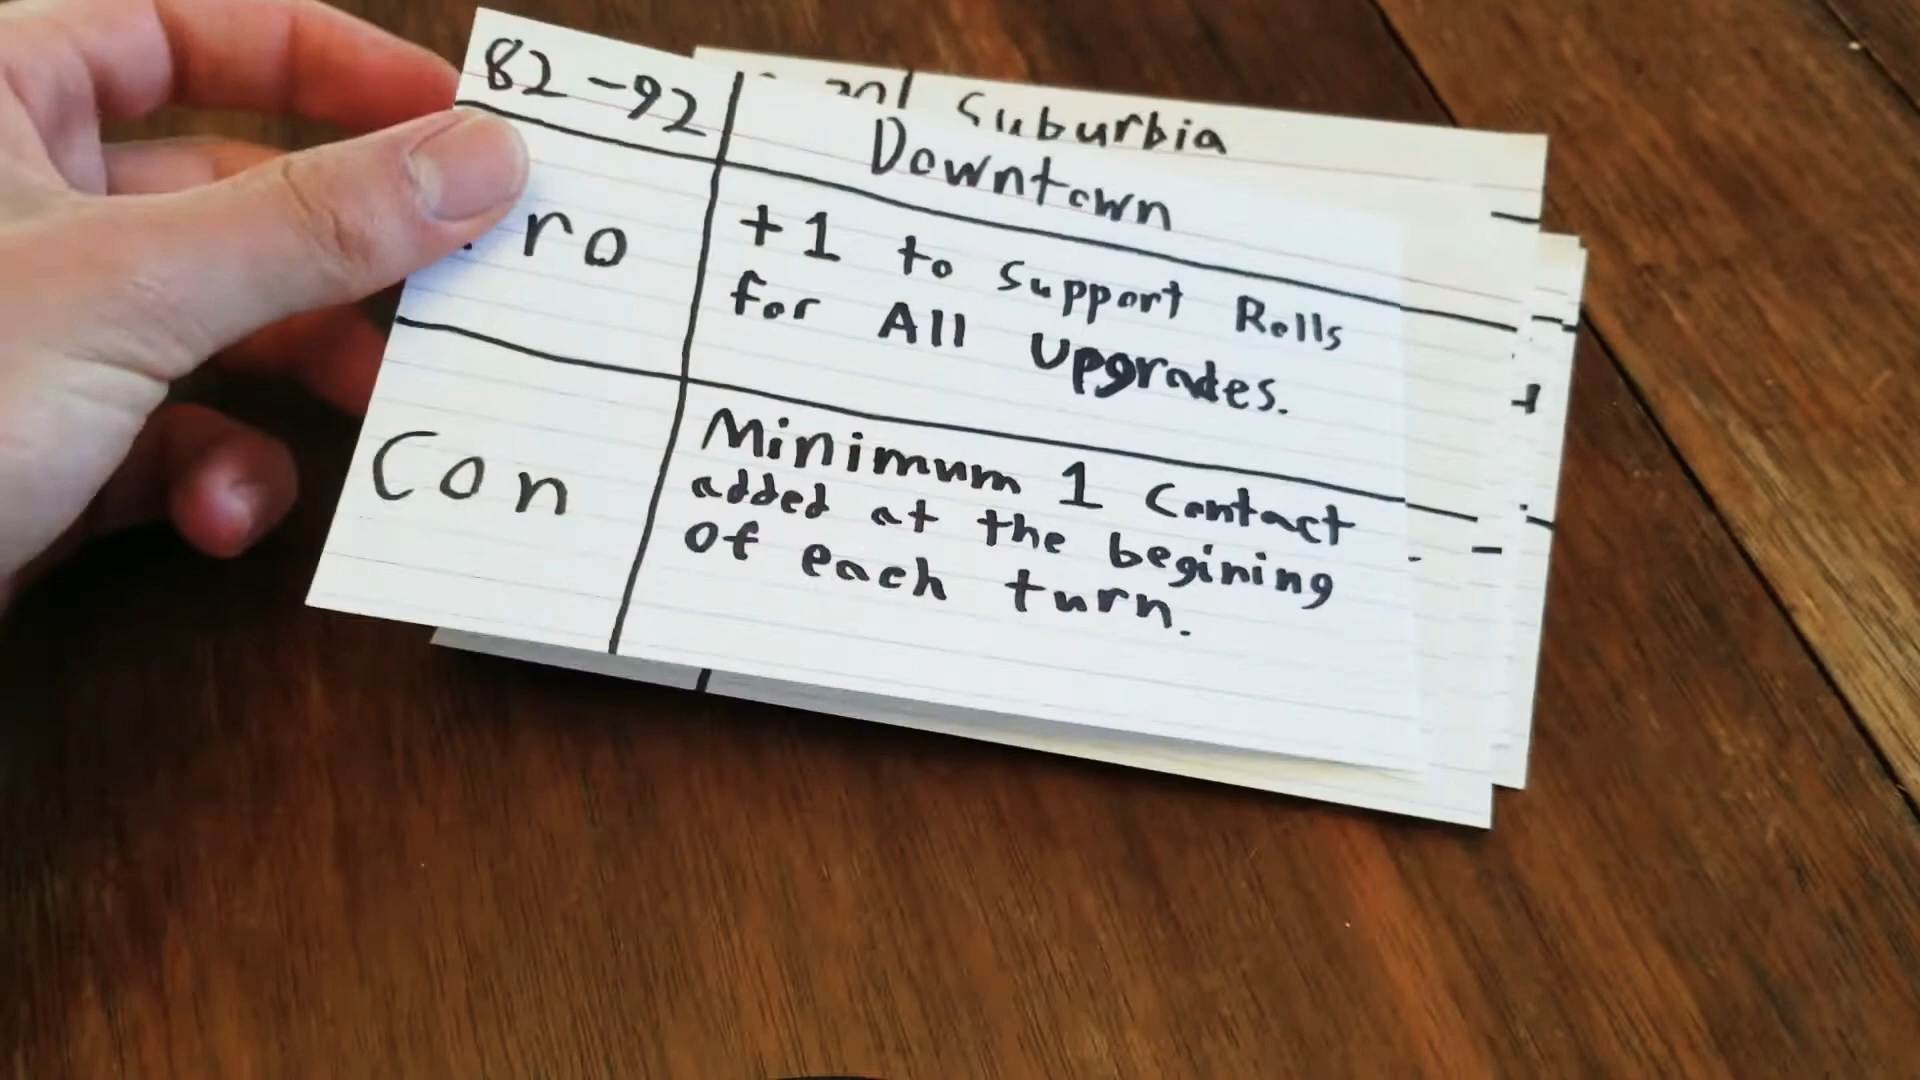 82-92
Downtown
Suburbia
ro
+1 to Support Rolls
for All Upgrades.
Con
Minimum 1 Contact
added at the begining
of each turn.